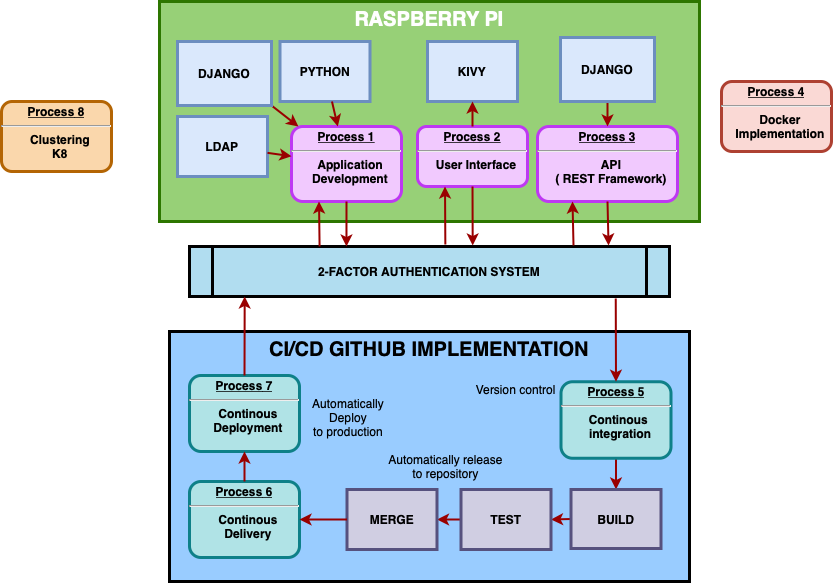 RASPBERRY PI
DJANGO
PYTHON
KIVY
DJANGO
LDAP
Process 8
Clustering
K8
Process 1
Application
Development
Process 2
User Interface
Process 3
API
( REST Framework)
Process 4
Docker
Implementation
2-FACTOR AUTHENTICATION SYSTEM
CI/CD GITHUB IMPLEMENTATION
Process 7
Continous
Deployment
Automatically
Deploy
to production
Version control
Process 5
Continous
integration
Automatically release
to repository
Process 6
Continous
Delivery
MERGE
TEST
BUILD